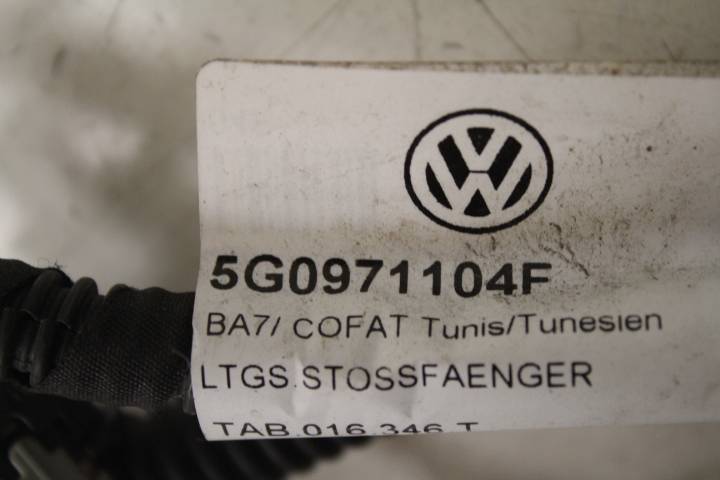 5G0971104F
BA7/ COFAT Tunis/Tunesien
LTGS.STOSSFAENGER
TAB.016.346.T